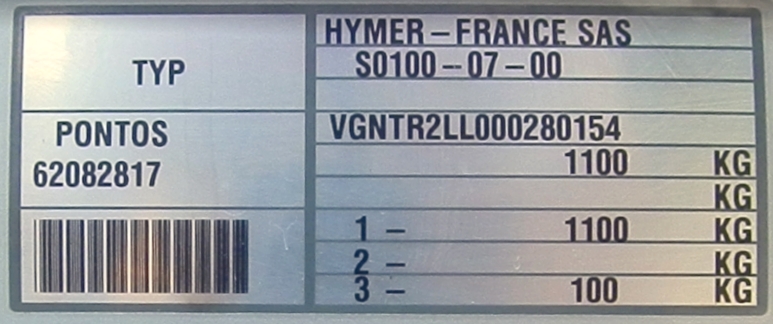 TYP
PONTOS
62082817
HYMER – FRANCE SAS
S0100 – 07 – 00
VGNTR2LL000280154
1100 KG
KG
1 – 1100 KG
2 – KG
3 – 100 KG